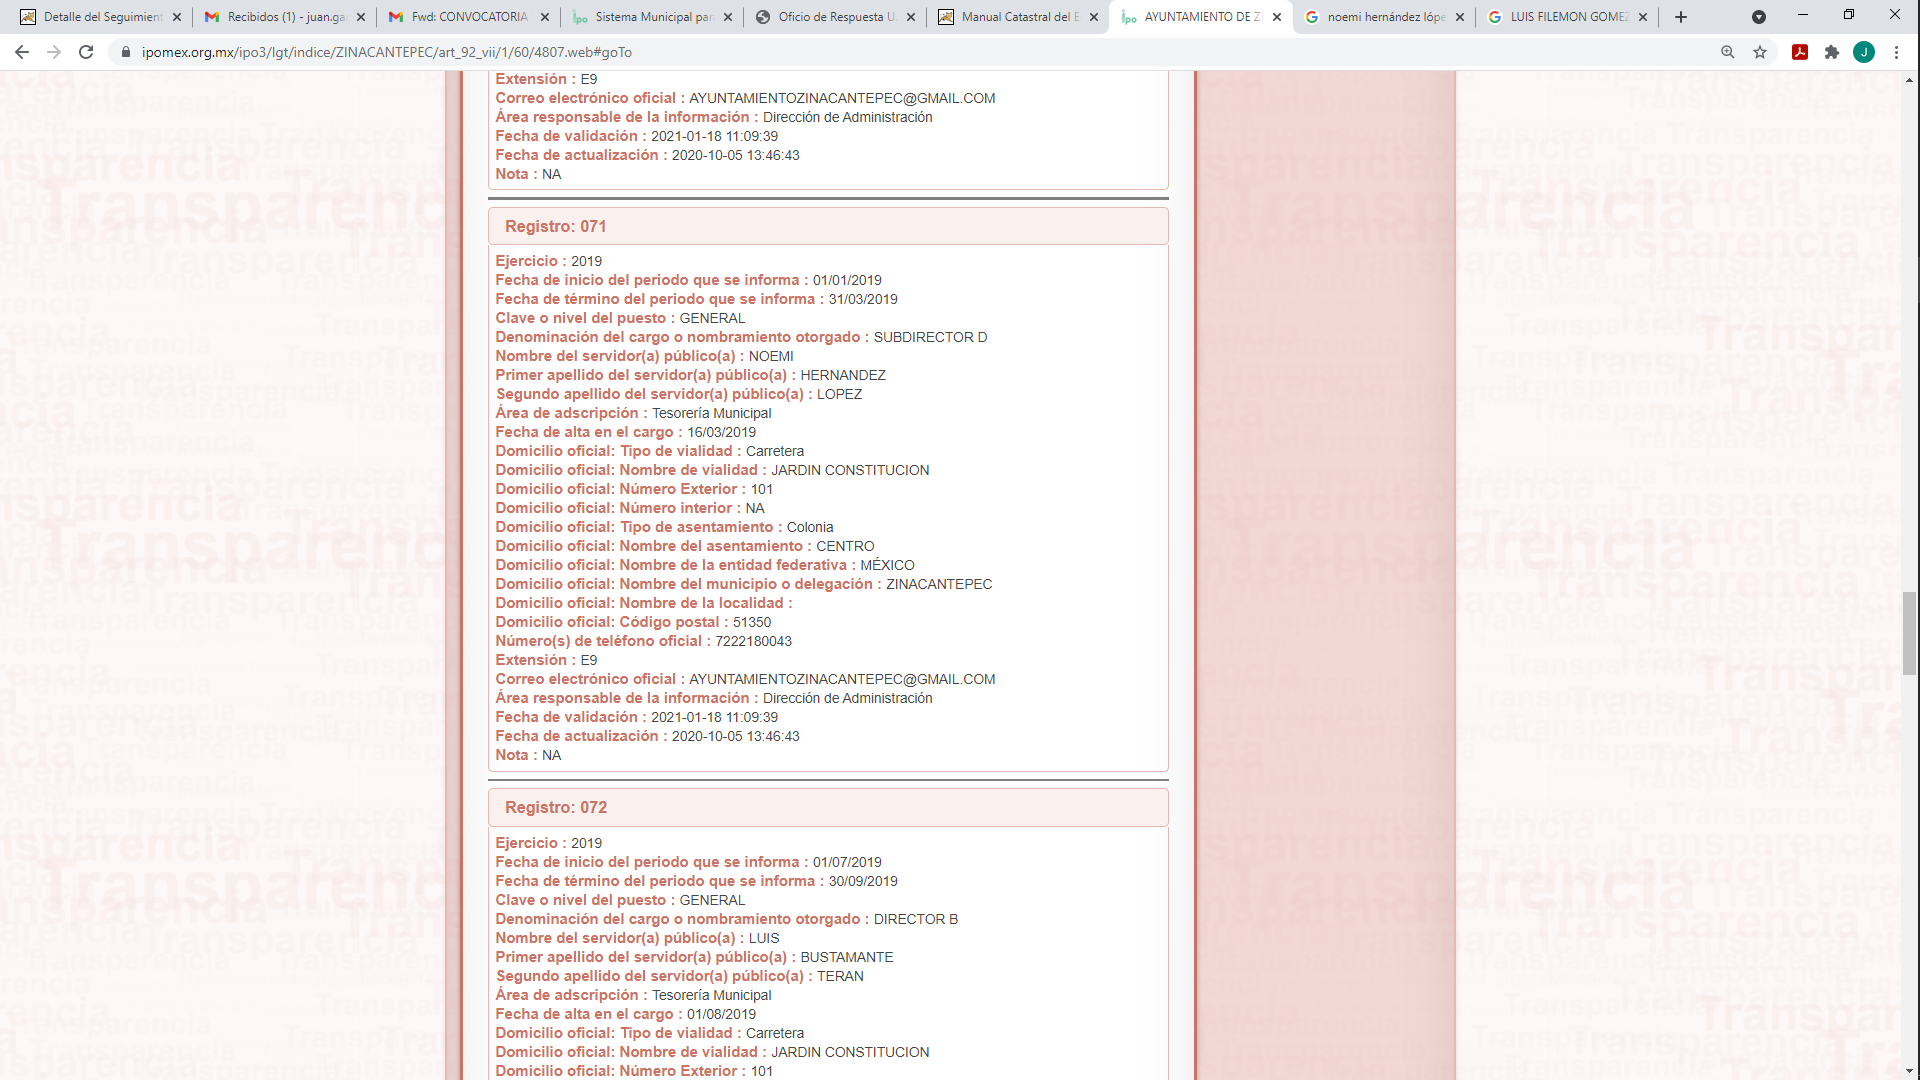 Detalle del Seguimient
Recibidos (1) - juan.ga
Fwd: CONVOCATORIA
Sistema Municipal par
Oficio de Respuesta U
Manual Catastral del E
AYUNTAMIENTO DE ZI
noemi hernández lópe
LUIS FILEMON GOMEZ
ipomex.org.mx/ipo3/lgt/indice/ZINACANTEPEC/art_92_vii/1/60/4807.web#goTo
J
Extensión : E9
Correo electrónico oficial : AYUNTAMIENTOZINACANTEPEC@GMAIL.COM
Área responsable de la información : Dirección de Administración
Fecha de validación : 2021-01-18 11:09:39
Fecha de actualización : 2020-10-05 13:46:43
Nota : NA
Registro: 071
Ejercicio : 2019
Fecha de inicio del periodo que se informa : 01/01/2019
Fecha de término del periodo que se informa : 31/03/2019
Clave o nivel del puesto : GENERAL
Denominación del cargo o nombramiento otorgado : SUBDIRECTOR D
Nombre del servidor(a) público(a) : NOEMI
Primer apellido del servidor(a) público(a) : HERNANDEZ
Segundo apellido del servidor(a) público(a) : LOPEZ
Área de adscripción : Tesorería Municipal
Fecha de alta en el cargo : 16/03/2019
Domicilio oficial: Tipo de vialidad : Carretera
Domicilio oficial: Nombre de vialidad : JARDIN CONSTITUCION
Domicilio oficial: Número Exterior : 101
Domicilio oficial: Número interior : NA
Domicilio oficial: Tipo de asentamiento : Colonia
Domicilio oficial: Nombre del asentamiento : CENTRO
Domicilio oficial: Nombre de la entidad federativa : MÉXICO
Domicilio oficial: Nombre del municipio o delegación : ZINACANTEPEC
Domicilio oficial: Nombre de la localidad :
Domicilio oficial: Código postal : 51350
Número(s) de teléfono oficial : 7222180043
Extensión : E9
Correo electrónico oficial : AYUNTAMIENTOZINACANTEPEC@GMAIL.COM
Área responsable de la información : Dirección de Administración
Fecha de validación : 2021-01-18 11:09:39
Fecha de actualización : 2020-10-05 13:46:43
Nota : NA
Registro: 072
Ejercicio : 2019
Fecha de inicio del periodo que se informa : 01/07/2019
Fecha de término del periodo que se informa : 30/09/2019
Clave o nivel del puesto : GENERAL
Denominación del cargo o nombramiento otorgado : DIRECTOR B
Nombre del servidor(a) público(a) : LUIS
Primer apellido del servidor(a) público(a) : BUSTAMANTE
Segundo apellido del servidor(a) público(a) : TERAN
Área de adscripción : Tesorería Municipal
Fecha de alta en el cargo : 01/08/2019
Domicilio oficial: Tipo de vialidad : Carretera
Domicilio oficial: Nombre de vialidad : JARDIN CONSTITUCION
Domicilio oficial: Número Exterior : 101